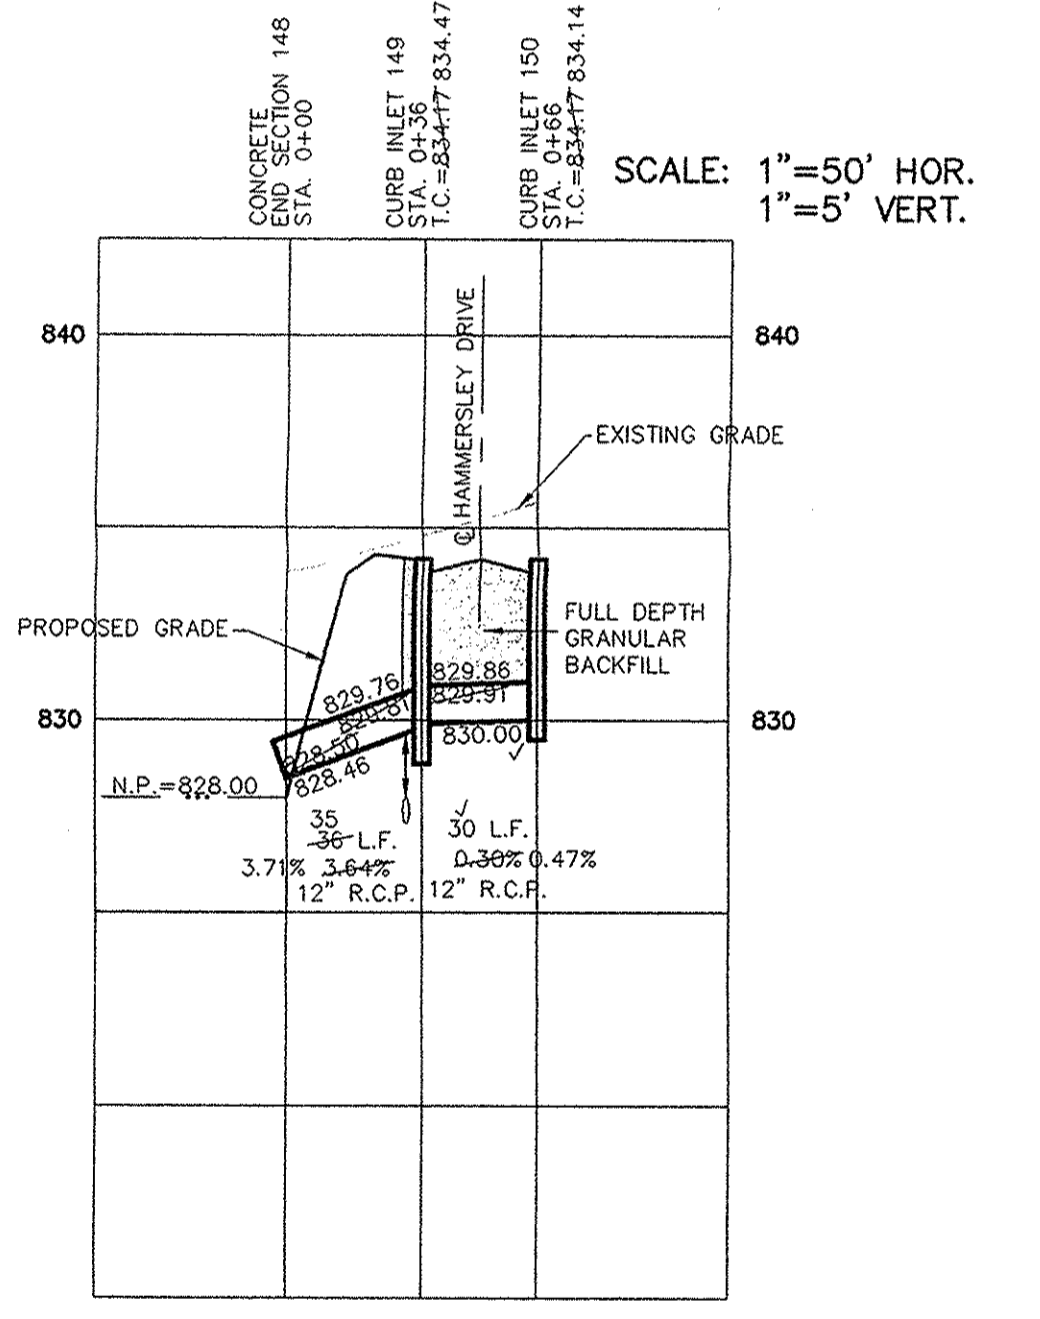 CONCRETE
END SECTION 148
STA. 0+00
CURB INLET 149
STA. 0+36
T.C.=834.17 834.47
CURB INLET 150
STA. 0+66
T.C.=834.17 834.14
SCALE: 1"=50' HOR.
1"=5' VERT.
840
840
℄ HAMMERSLEY DRIVE
EXISTING GRADE
PROPOSED GRADE
FULL DEPTH
GRANULAR
BACKFILL
829.76
829.81
829.86
829.91
830
830
830.00
828.50
828.46
N.P.=828.00
35
36 L.F.
3.71% 3.64%
12" R.C.P.
30 L.F.
0.30% 0.47%
12" R.C.P.